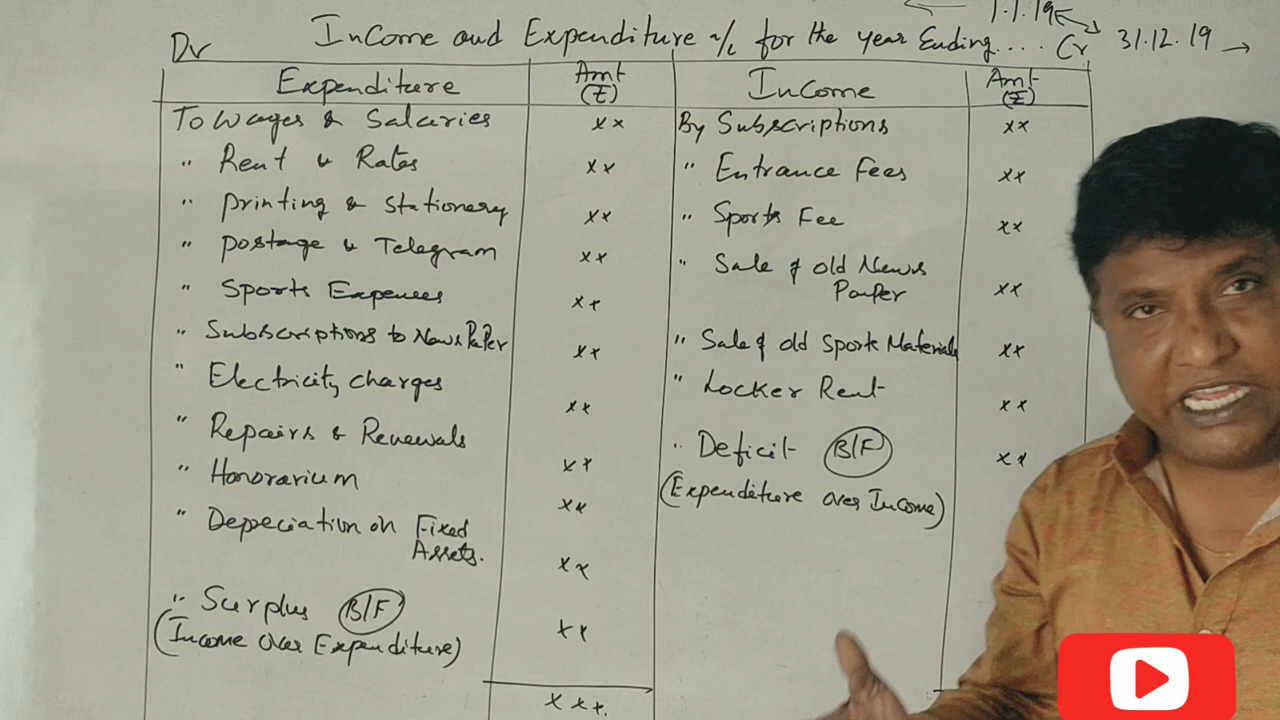 1.1.19
Dr Income and Expenditure a/c for the year Ending.... Cr 31.12.19
Expenditure Amt (₹) Income Amt (₹)
To Wages & Salaries xx By Subscriptions xx
" Rent & Rates xx " Entrance Fees xx
" Printing & Stationery xx " Sports Fee xx
" Postage & Telegram xx " Sale of old News
Paper xx
" Sports Expenses xx
" Subscriptions to News Paper xx " Sale of old Sports Materials xx
" Electricity charges xx " Locker Rent xx
" Repairs & Renewals xx " Deficit B/F xx
" Honorarium xx (Expenditure over Income)
" Depeciation on Fixed
Assets. xx
" Surplus B/F xx
(Income over Expenditure)
xxx.